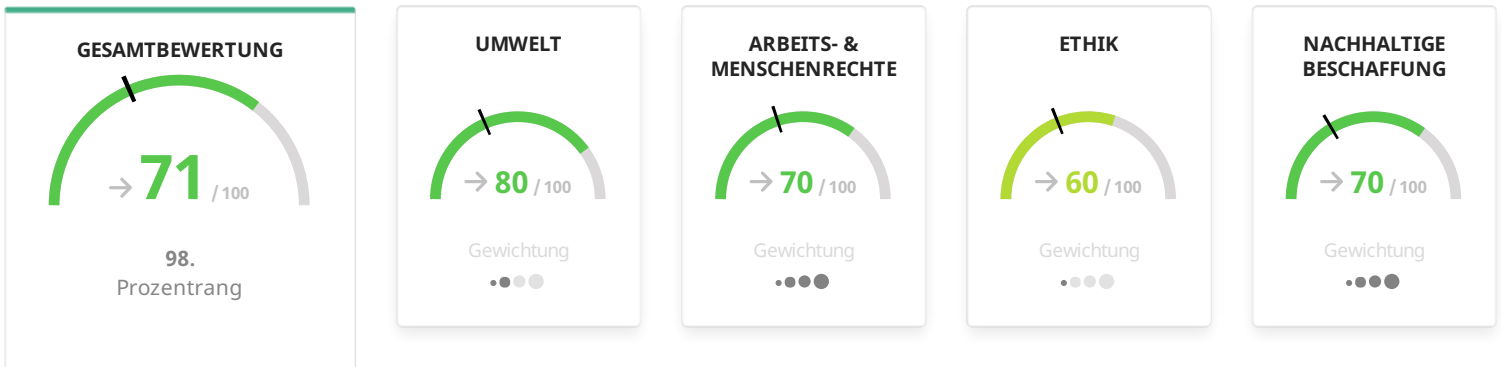 GESAMTBEWERTUNG
71 / 100
98.
Prozentrang
UMWELT
80 / 100
Gewichtung
ARBEITS- &
MENSCHENRECHTE
70 / 100
Gewichtung
ETHIK
60 / 100
Gewichtung
NACHHALTIGE
BESCHAFFUNG
70 / 100
Gewichtung